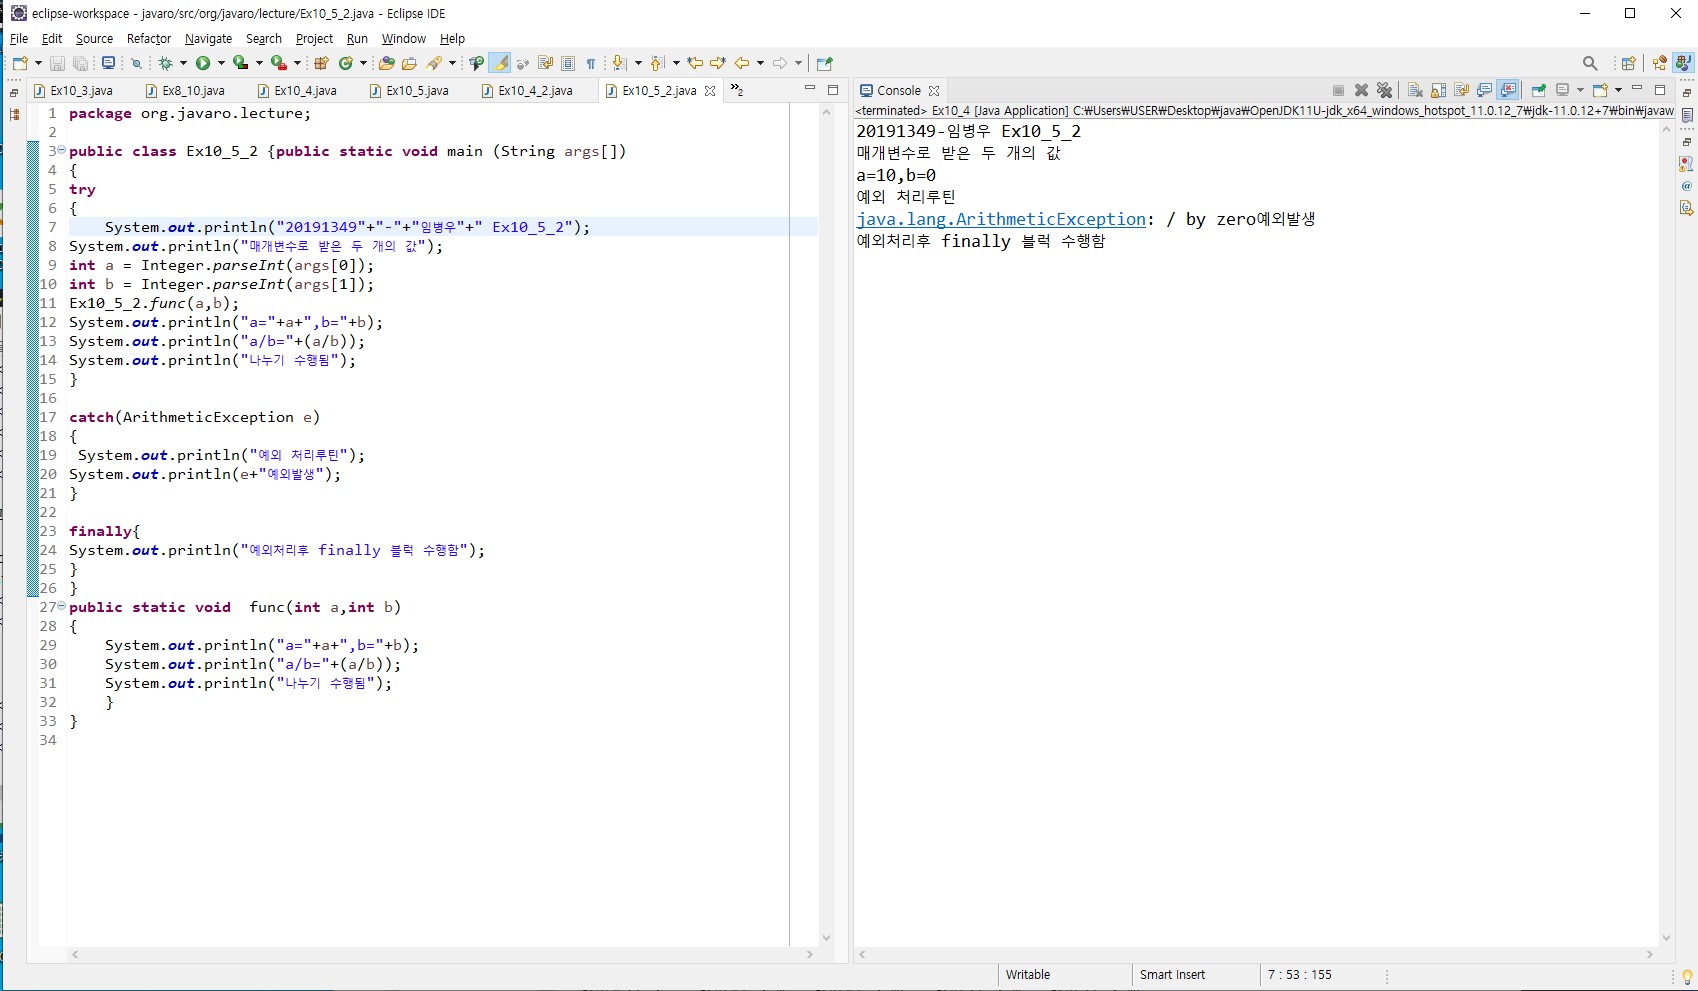 eclipse-workspace - javaro/src/org/javaro/lecture/Ex10_5_2.java - Eclipse IDE
File Edit Source Refactor Navigate Search Project Run Window Help
Ex10_3.java Ex8_10.java Ex10_4.java Ex10_5.java Ex10_4_2.java Ex10_5_2.java »2
1 package org.javaro.lecture;
2
3 public class Ex10_5_2 {public static void main (String args[])
4 {
5 try
6 {
7 System.out.println("20191349"+"-"+"임병우"+" Ex10_5_2");
8 System.out.println("매개변수로 받은 두 개의 값");
9 int a = Integer.parseInt(args[0]);
10 int b = Integer.parseInt(args[1]);
11 Ex10_5_2.func(a,b);
12 System.out.println("a="+a+",b="+b);
13 System.out.println("a/b="+(a/b));
14 System.out.println("나누기 수행됨");
15 }
16
17 catch(ArithmeticException e)
18 {
19 System.out.println("예외 처리루틴");
20 System.out.println(e+"예외발생");
21 }
22
23 finally{
24 System.out.println("예외처리후 finally 블럭 수행함");
25 }
26 }
27 public static void  func(int a,int b)
28 {
29 System.out.println("a="+a+",b="+b);
30 System.out.println("a/b="+(a/b));
31 System.out.println("나누기 수행됨");
32 }
33 }
34
Console
<terminated> Ex10_4 [Java Application] C:₩Users₩USER₩Desktop₩java₩OpenJDK11U-jdk_x64_windows_hotspot_11.0.12_7₩jdk-11.0.12+7₩bin₩javaw
20191349-임병우 Ex10_5_2
매개변수로 받은 두 개의 값
a=10,b=0
예외 처리루틴
java.lang.ArithmeticException: / by zero예외발생
예외처리후 finally 블럭 수행함
Writable Smart Insert 7 : 53 : 155